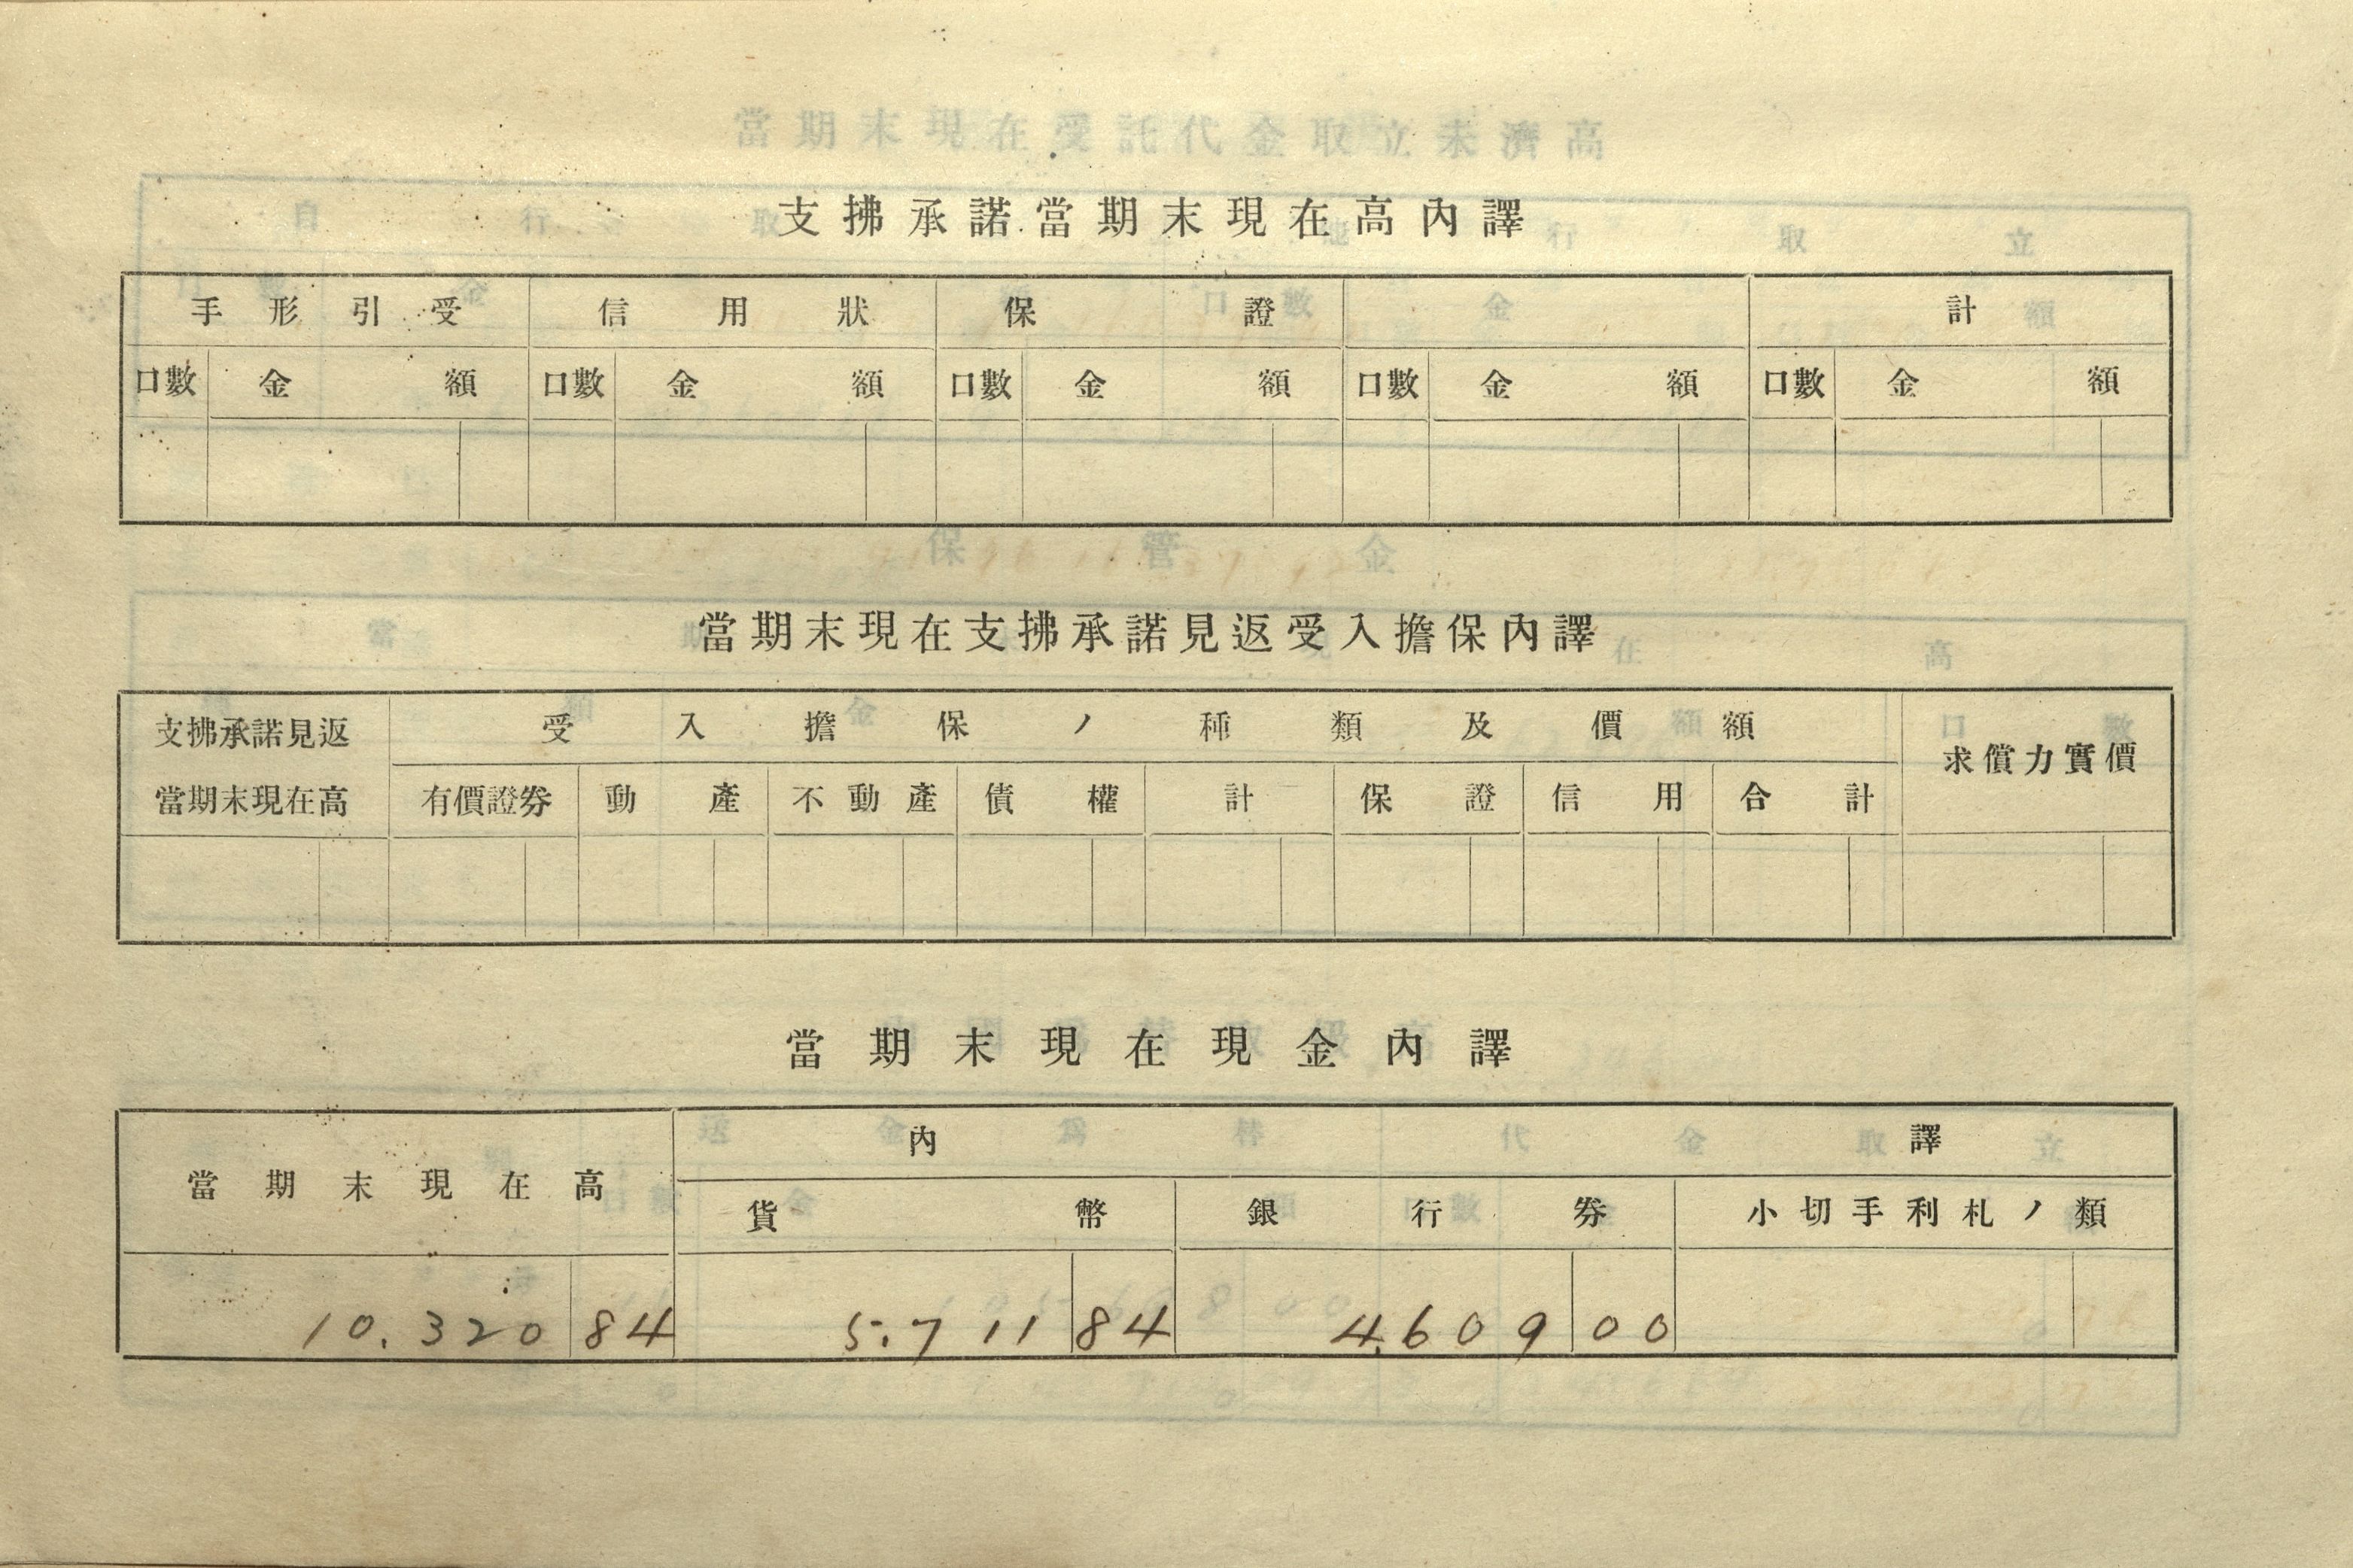 支拂承諾當期末現在高內譯
手形引受 信用狀 保證 計
口數 金額 口數 金額 口數 金額 口數 金額 口數 金額
當期末現在支拂承諾見返受入擔保內譯
支拂承諾見返 受入擔保ノ種類及價額 求償力實價
當期末現在高 有價證券 動產 不動產 債權 計 保證 信用 合計
當期末現在現金內譯
當期末現在高 內譯
貨幣 銀行券 小切手利札ノ類
10.320 84 5.711 84 4.609 00